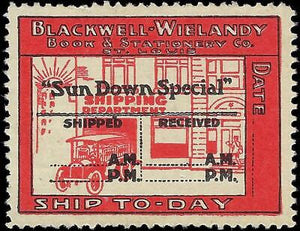 BLACKWELL-WIELANDY
BOOK & STATIONERY CO.
ST. LOUIS
DATE
"Sun Down Special"
SHIPPING
DEPARTMENT
SHIPPED RECEIVED
A.M. A.M.
P.M. P.M.
SHIP TO-DAY